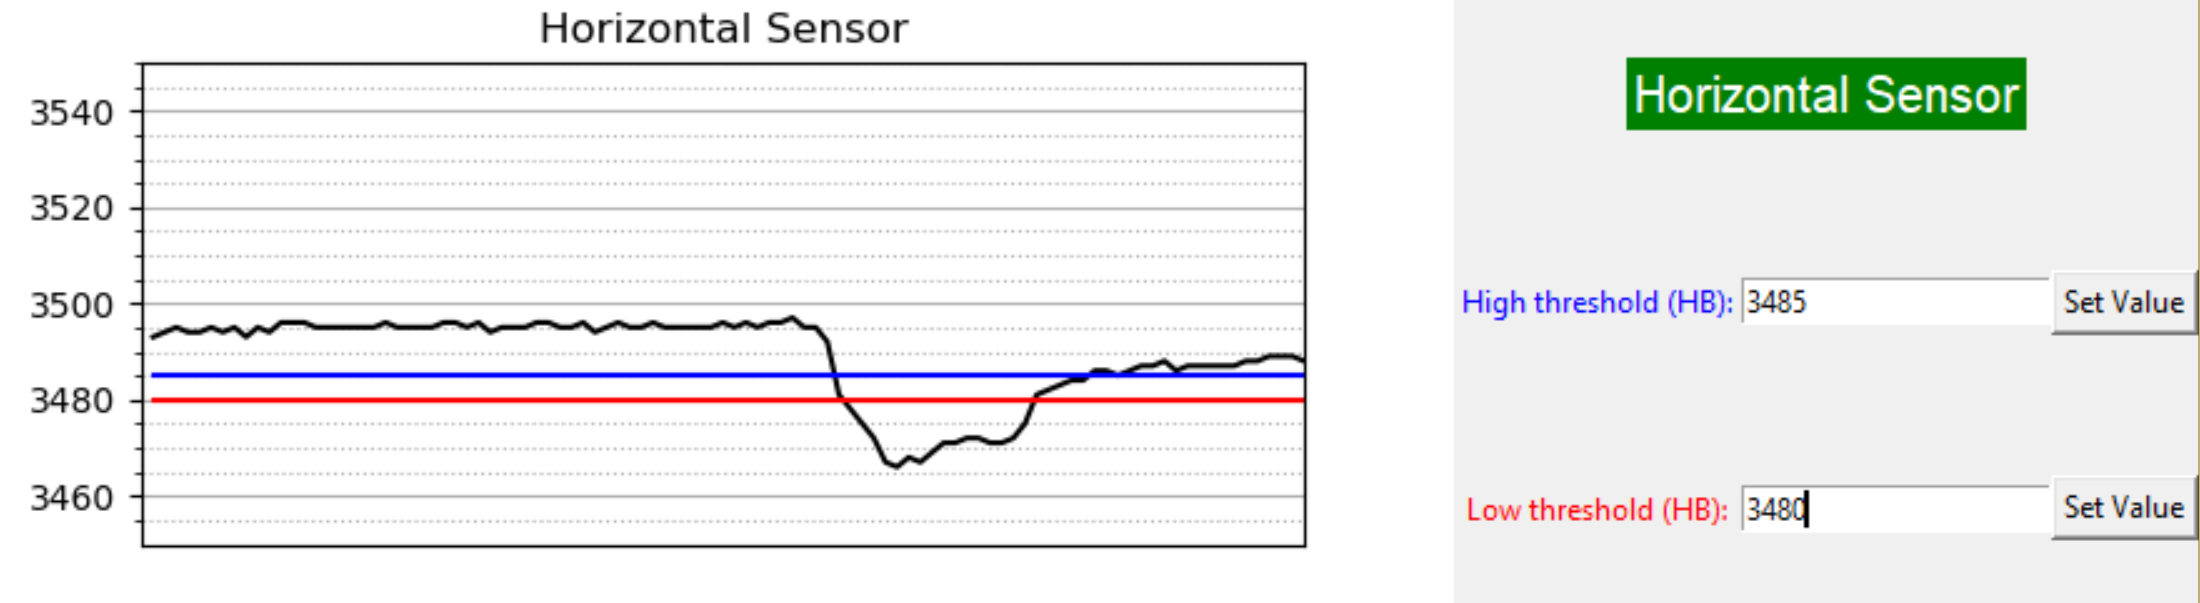 Horizontal Sensor
3540
3520
3500
3480
3460
Horizontal Sensor
High threshold (HB): 3485 Set Value
Low threshold (HB): 3480 Set Value